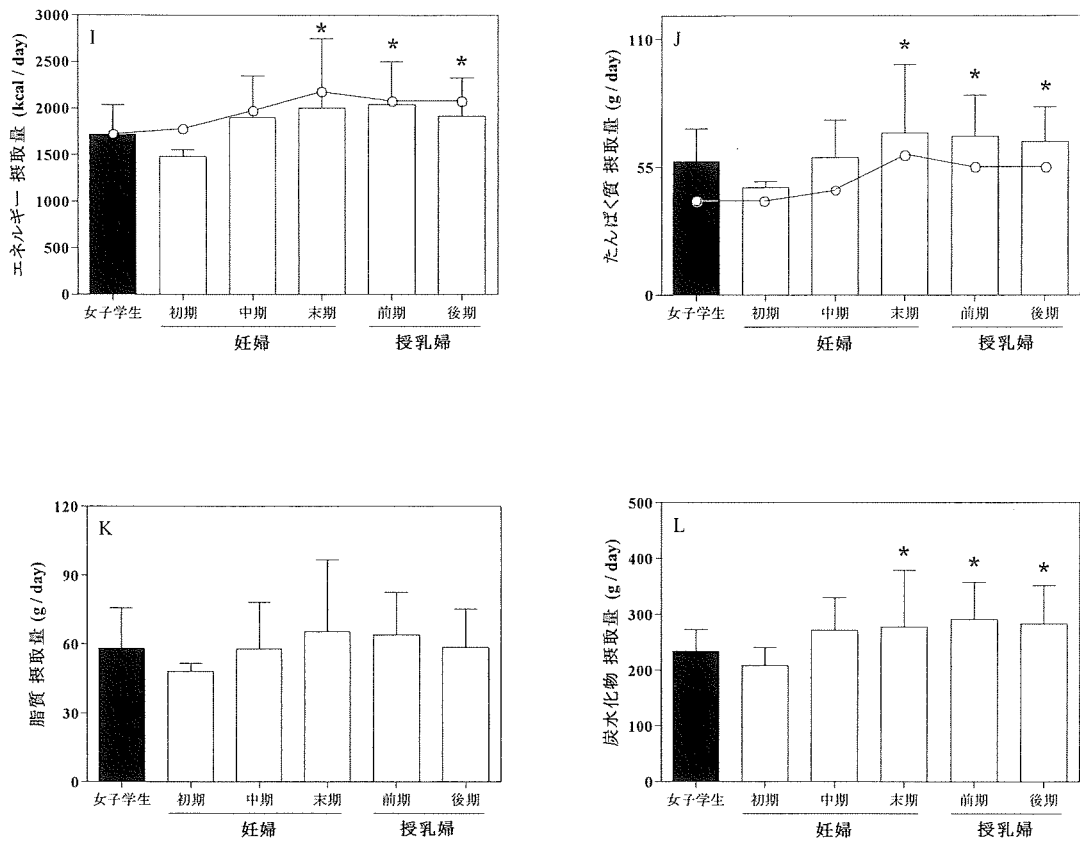 I
エネルギー 摂取量 (kcal / day)
3000
2500
2000
1500
1000
500
0
* * *
女子学生 初期 中期 末期 前期 後期
妊婦 授乳婦
J
たんぱく質 摂取量 (g / day)
110
55
0
* * *
女子学生 初期 中期 末期 前期 後期
妊婦 授乳婦
K
脂質 摂取量 (g / day)
120
90
60
30
0
女子学生 初期 中期 末期 前期 後期
妊婦 授乳婦
L
炭水化物 摂取量 (g / day)
500
400
300
200
100
0
* * *
女子学生 初期 中期 末期 前期 後期
妊婦 授乳婦